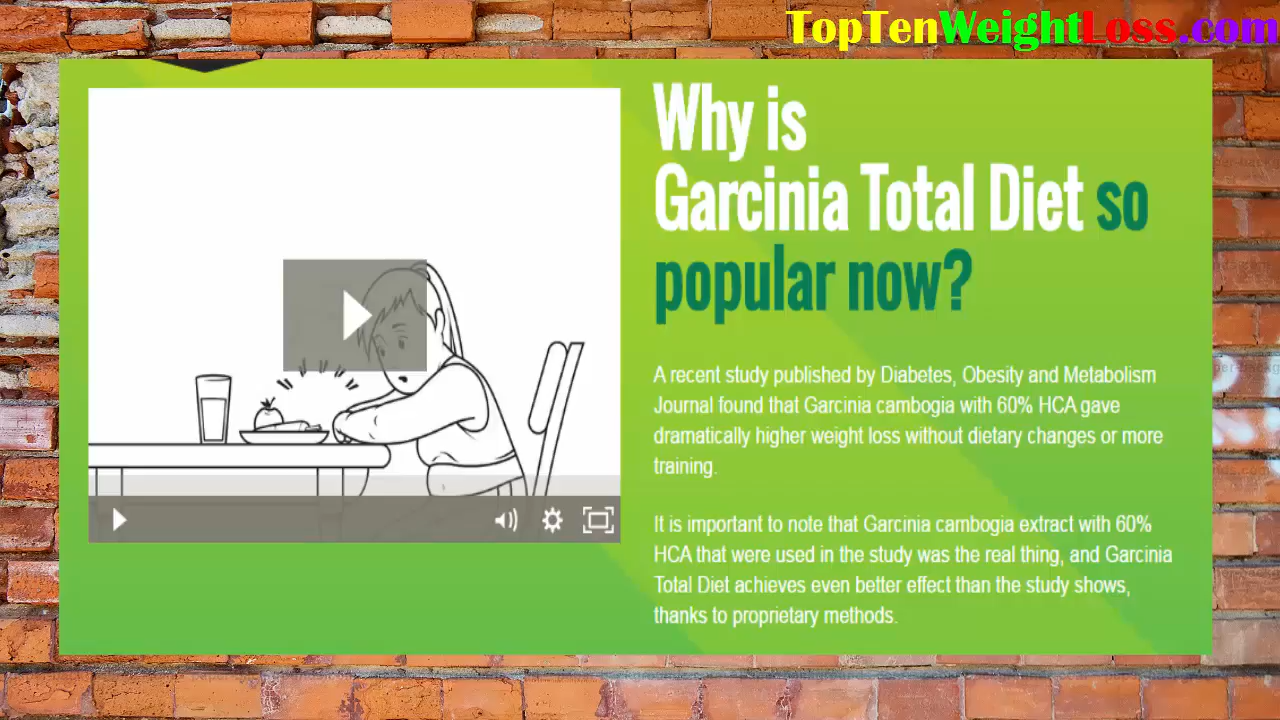 TopTenWeightLoss.com
Why is
Garcinia Total Diet so
popular now?
A recent study published by Diabetes, Obesity and Metabolism
Journal found that Garcinia cambogia with 60% HCA gave
dramatically higher weight loss without dietary changes or more
training.
It is important to note that Garcinia cambogia extract with 60%
HCA that were used in the study was the real thing, and Garcinia
Total Diet achieves even better effect than the study shows,
thanks to proprietary methods.